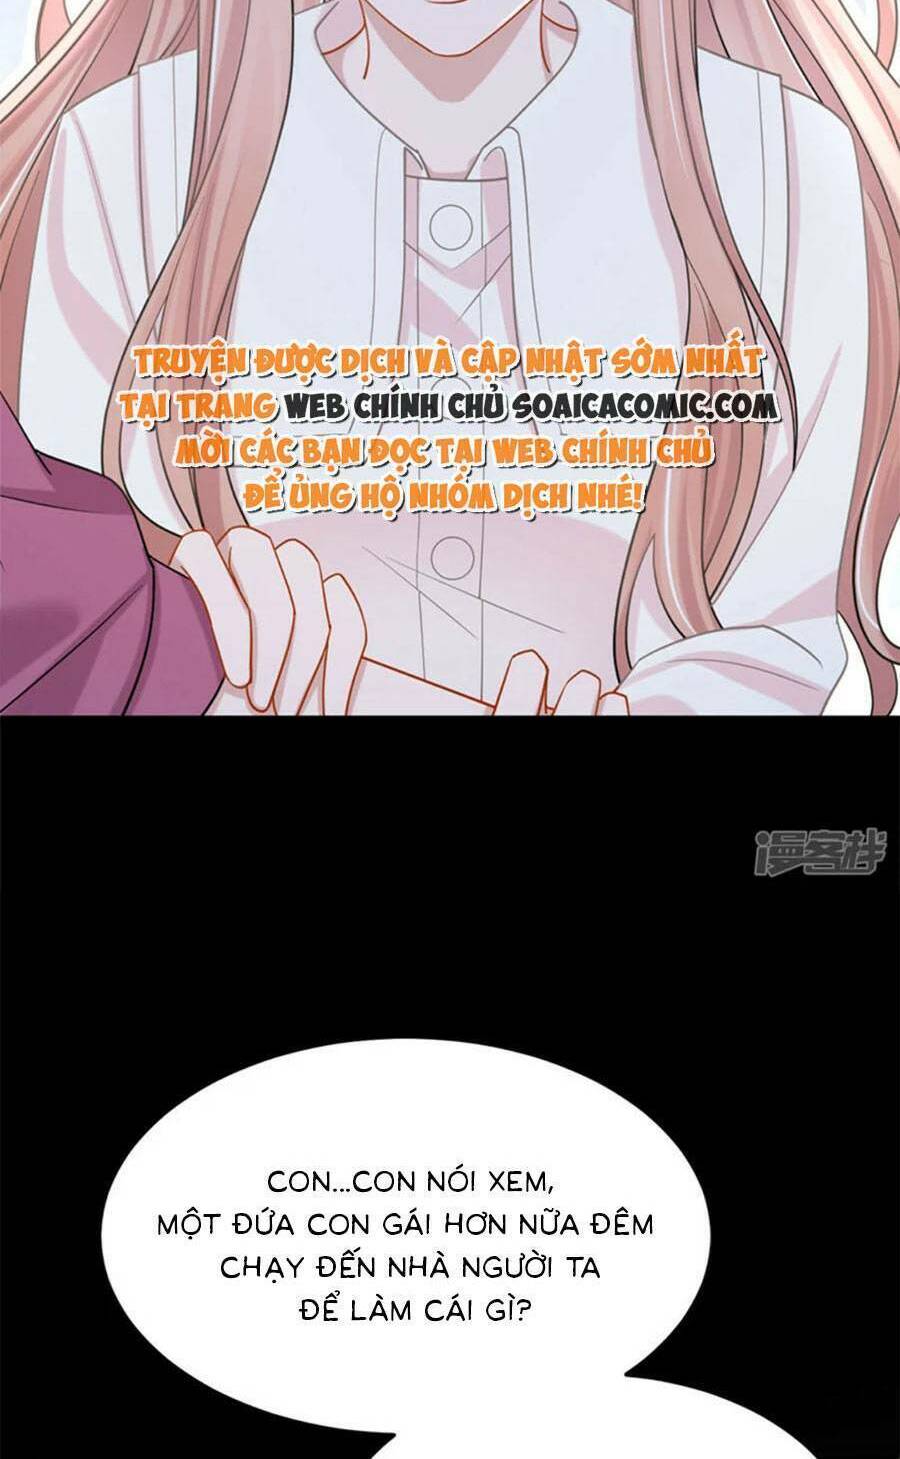 TRUYỆN ĐƯỢC DỊCH VÀ CẬP NHẬT SỚM NHẤT
TẠI TRANG WEB CHÍNH CHỦ SOAICACOMIC.COM
MỜI CÁC BẠN ĐỌC TẠI WEB CHÍNH CHỦ
ĐỂ ỦNG HỘ NHÓM DỊCH NHÉ!
漫客栈
CON...CON NÓI XEM,
MỘT ĐỨA CON GÁI HƠN NỮA ĐÊM
CHẠY ĐẾN NHÀ NGƯỜI TA
ĐỂ LÀM CÁI GÌ?